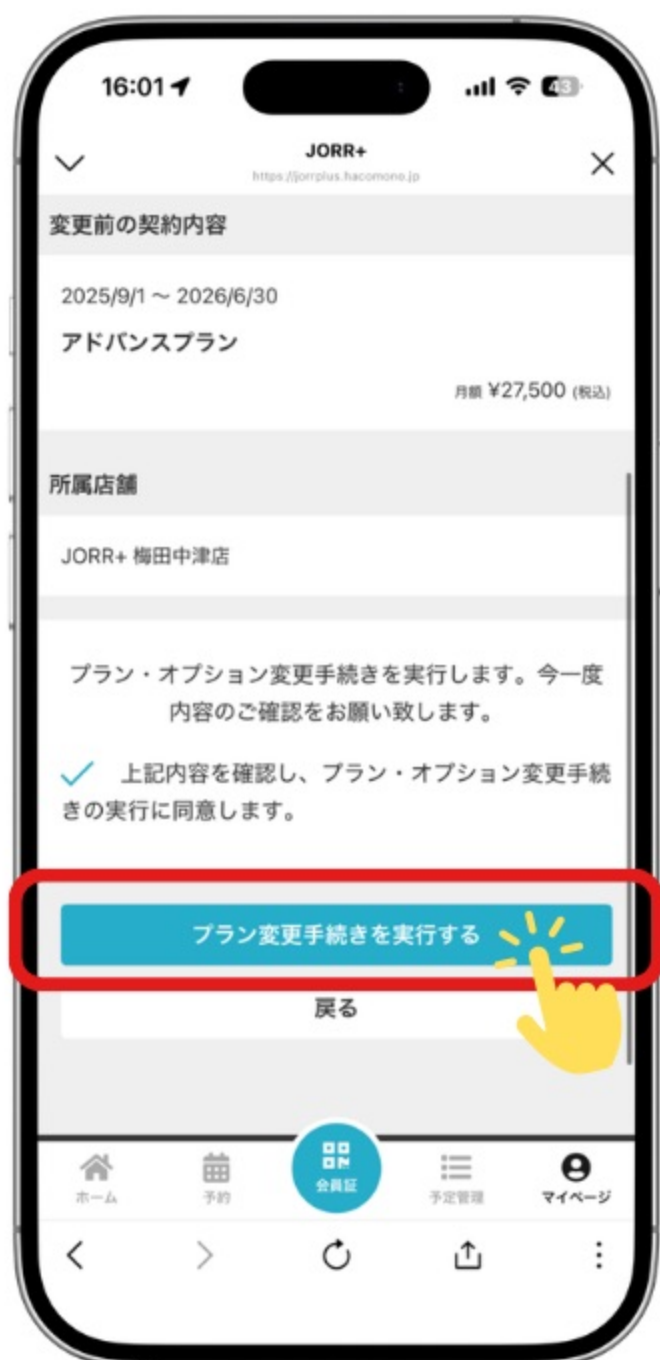 16:01
43
JORR+
https://jorrplus.hacomono.jp
変更前の契約内容
2025/9/1 ~ 2026/6/30
アドバンスプラン
月額 ¥27,500 (税込)
所属店舗
JORR+ 梅田中津店
プラン・オプション変更手続きを実行します。今一度
内容のご確認をお願い致します。
上記内容を確認し、プラン・オプション変更手続
きの実行に同意します。
プラン変更手続きを実行する
戻る
ホーム
予約
会員証
予定管理
マイページ